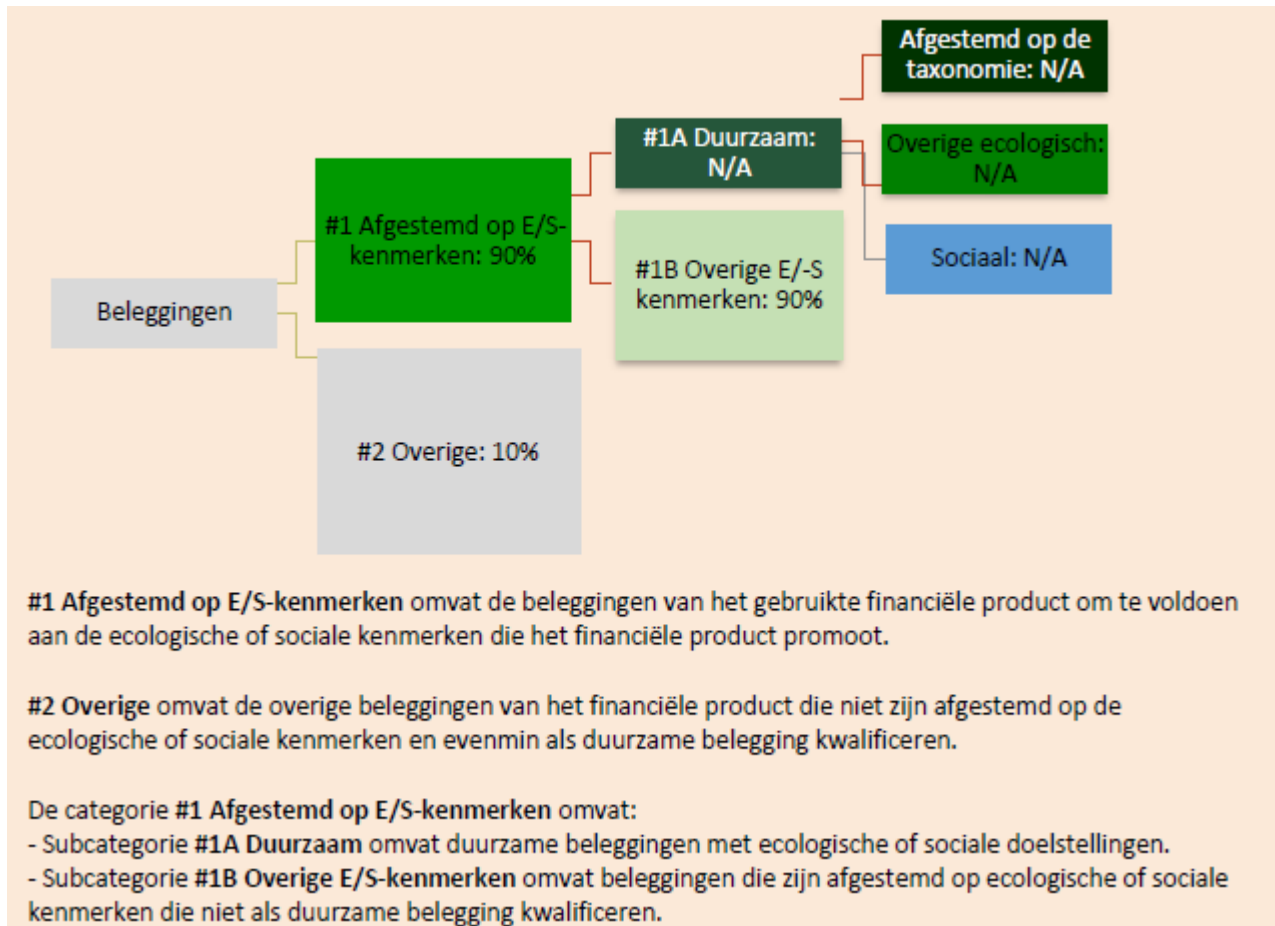 Afgestemd op de
taxonomie: N/A
#1A Duurzaam:
N/A
Overige ecologisch:
N/A
#1 Afgestemd op E/S-
kenmerken: 90%
Sociaal: N/A
#1B Overige E/-S
kenmerken: 90%
Beleggingen
#2 Overige: 10%
#1 Afgestemd op E/S-kenmerken omvat de beleggingen van het gebruikte financiële product om te voldoen
aan de ecologische of sociale kenmerken die het financiële product promoot.
#2 Overige omvat de overige beleggingen van het financiële product die niet zijn afgestemd op de
ecologische of sociale kenmerken en evenmin als duurzame belegging kwalificeren.
De categorie #1 Afgestemd op E/S-kenmerken omvat:
- Subcategorie #1A Duurzaam omvat duurzame beleggingen met ecologische of sociale doelstellingen.
- Subcategorie #1B Overige E/S-kenmerken omvat beleggingen die zijn afgestemd op ecologische of sociale
kenmerken die niet als duurzame belegging kwalificeren.